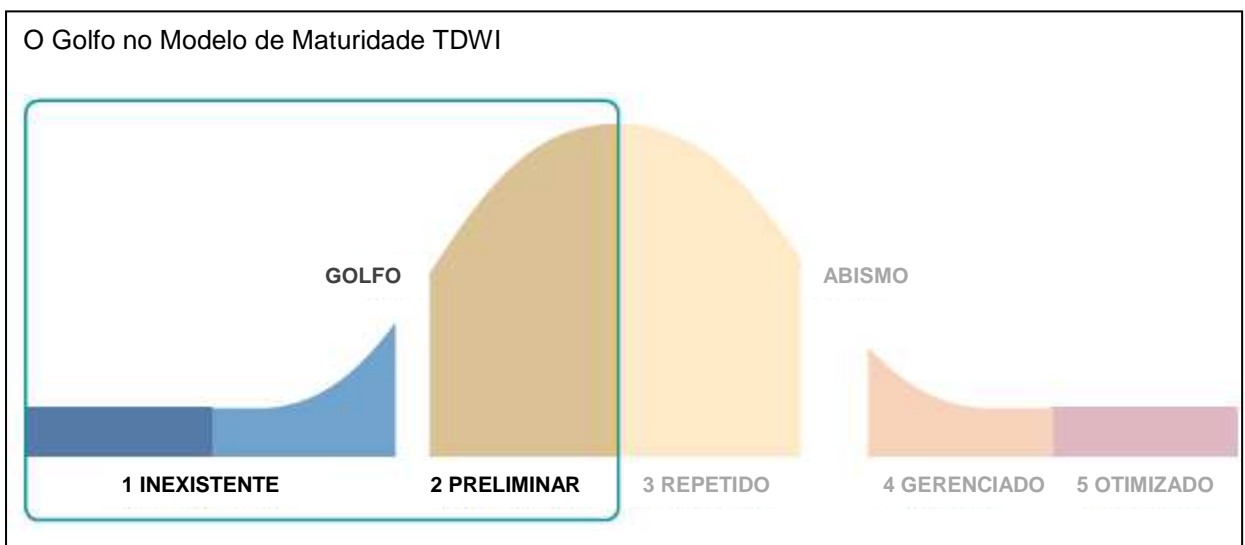 O Golfo no Modelo de Maturidade TDWI
GOLFO
ABISMO
1 INEXISTENTE
2 PRELIMINAR
3 REPETIDO
4 GERENCIADO
5 OTIMIZADO